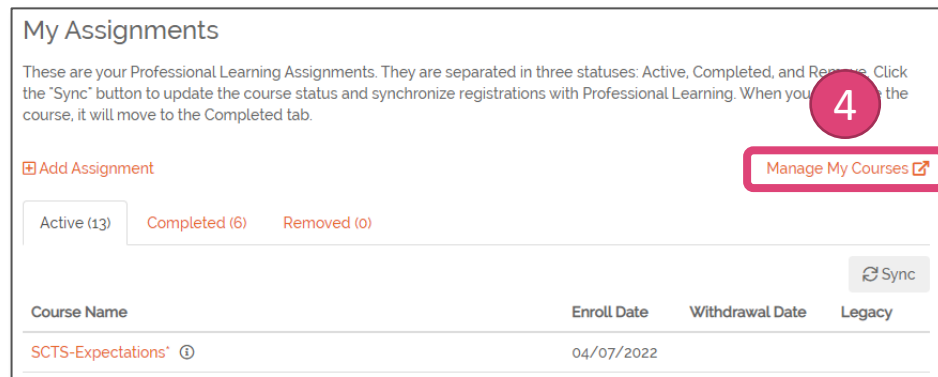 My Assignments
These are your Professional Learning Assignments. They are separated in three statuses: Active, Completed, and Click
the "Sync" button to update the course status and synchronize registrations with Professional Learning. When you the
course, it will move to the Completed tab.
4
Add Assignment
Manage My Courses
Active (13) Completed (6) Removed (0)
Sync
Course Name Enroll Date Withdrawal Date Legacy
SCTS-Expectations* 04/07/2022